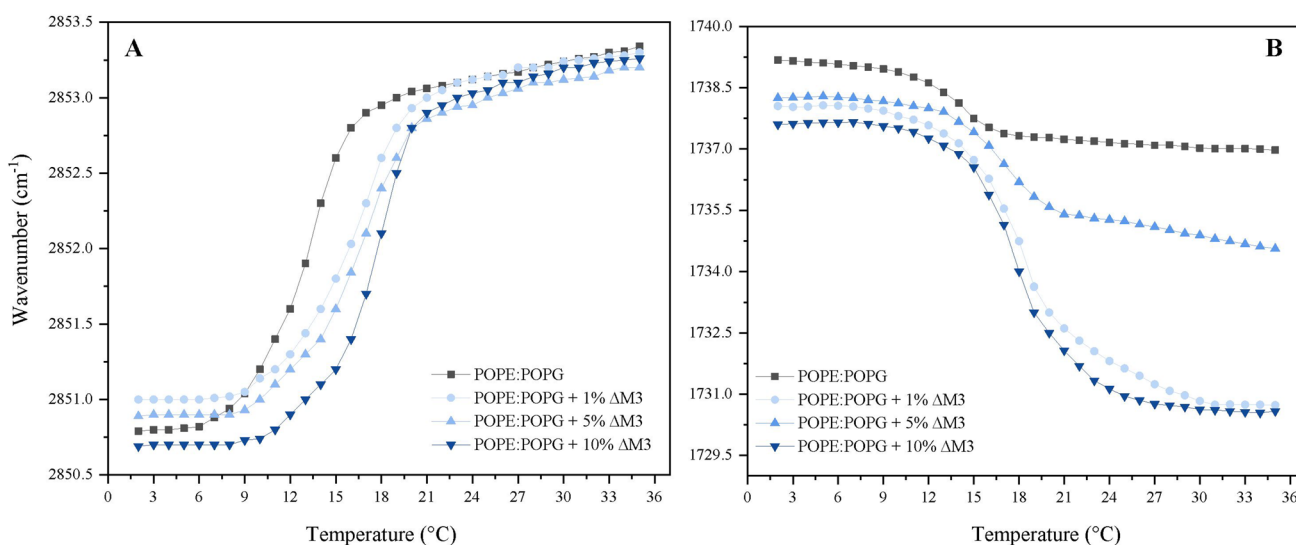 A
Wavenumber (cm⁻¹)
2853.5
2853.0
2852.5
2852.0
2851.5
2851.0
2850.5
POPE:POPG
POPE:POPG + 1% ΔM3
POPE:POPG + 5% ΔM3
POPE:POPG + 10% ΔM3
0 3 6 9 12 15 18 21 24 27 30 33 36
Temperature (°C)
B
1740.0
1738.5
1737.0
1735.5
1734.0
1732.5
1731.0
1729.5
POPE:POPG
POPE:POPG + 1% ΔM3
POPE:POPG + 5% ΔM3
POPE:POPG + 10% ΔM3
0 3 6 9 12 15 18 21 24 27 30 33 36
Temperature (°C)